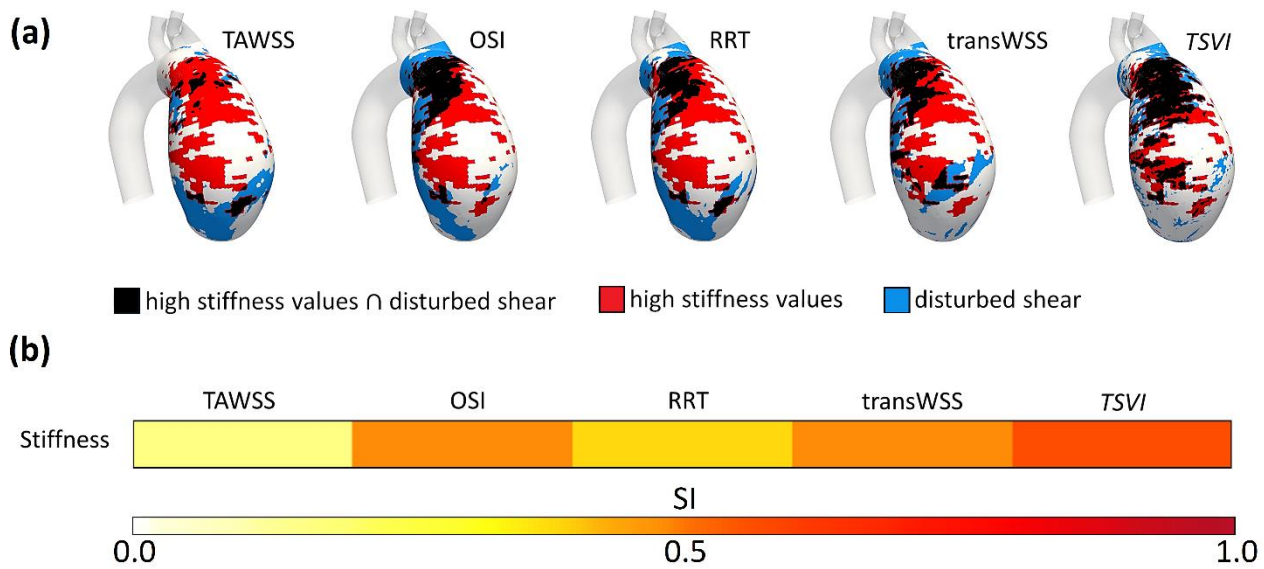 (a)
TAWSS OSI RRT transWSS TSVI
high stiffness values ∩ disturbed shear high stiffness values disturbed shear
(b)
TAWSS OSI RRT transWSS TSVI
Stiffness
SI
0.0 0.5 1.0